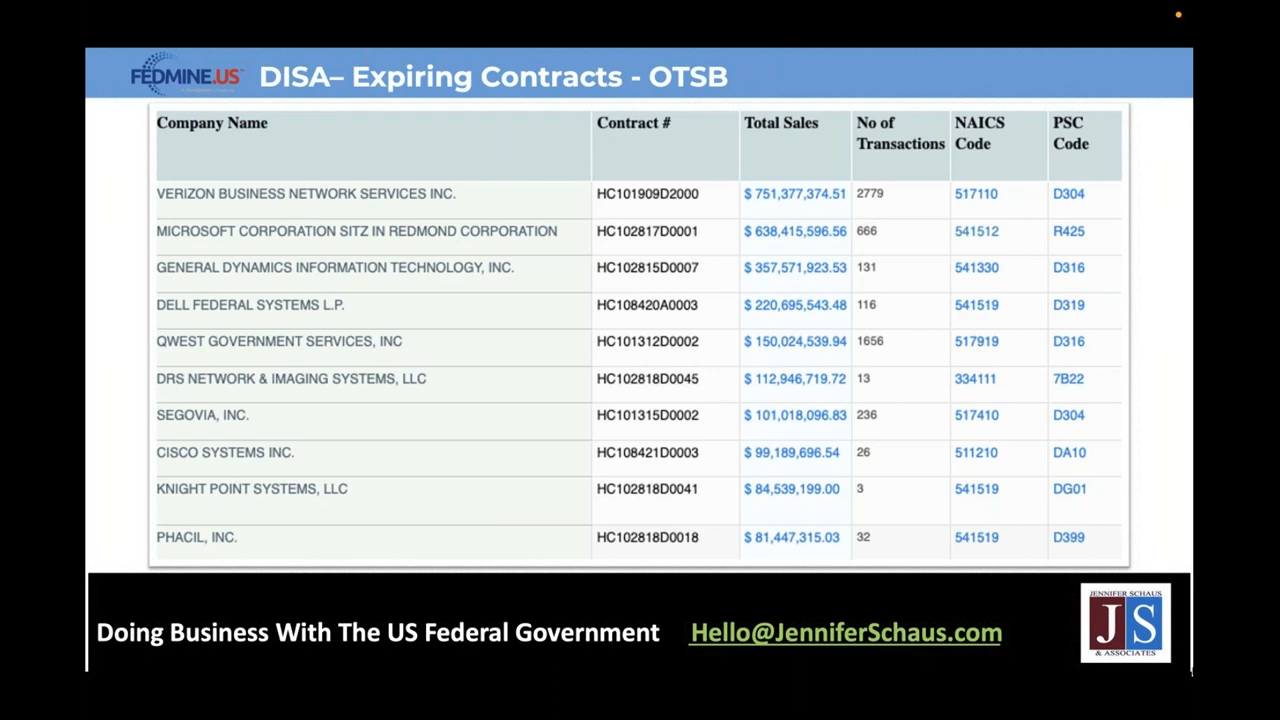 FEDMINE.US
DISA– Expiring Contracts - OTSB
Company Name Contract # Total Sales No of Transactions NAICS Code PSC Code
VERIZON BUSINESS NETWORK SERVICES INC. HC101909D2000 $ 751,377,374.51 2779 517110 D304
MICROSOFT CORPORATION SITZ IN REDMOND CORPORATION HC102817D0001 $ 638,415,596.56 666 541512 R425
GENERAL DYNAMICS INFORMATION TECHNOLOGY, INC. HC102815D0007 $ 357,571,923.53 131 541330 D316
DELL FEDERAL SYSTEMS L.P. HC108420A0003 $ 220,695,543.48 116 541519 D319
QWEST GOVERNMENT SERVICES, INC HC101312D0002 $ 150,024,539.94 1656 517919 D316
DRS NETWORK & IMAGING SYSTEMS, LLC HC102818D0045 $ 112,946,719.72 13 334111 7B22
SEGOVIA, INC. HC101315D0002 $ 101,018,096.83 236 517410 D304
CISCO SYSTEMS INC. HC108421D0003 $ 99,189,696.54 26 511210 DA10
KNIGHT POINT SYSTEMS, LLC HC102818D0041 $ 84,539,199.00 3 541519 DG01
PHACIL, INC. HC102818D0018 $ 81,447,315.03 32 541519 D399
Doing Business With The US Federal Government Hello@JenniferSchaus.com
JENNIFER SCHAUS
JS
& ASSOCIATES